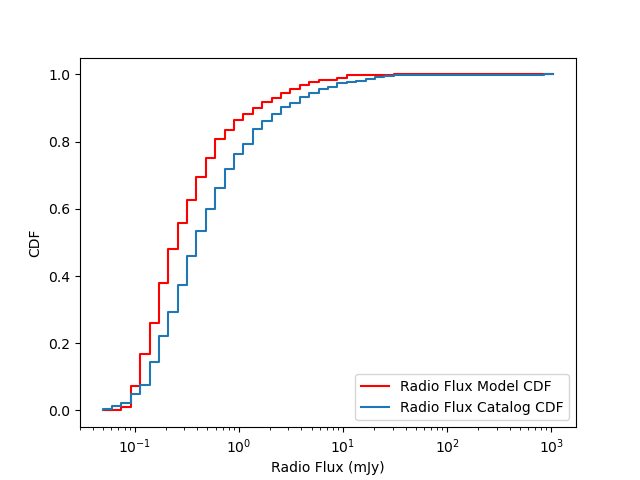 1.0
0.8
0.6
0.4
0.2
0.0
CDF
10⁻¹ 10⁰ 10¹ 10² 10³
Radio Flux (mJy)
Radio Flux Model CDF
Radio Flux Catalog CDF